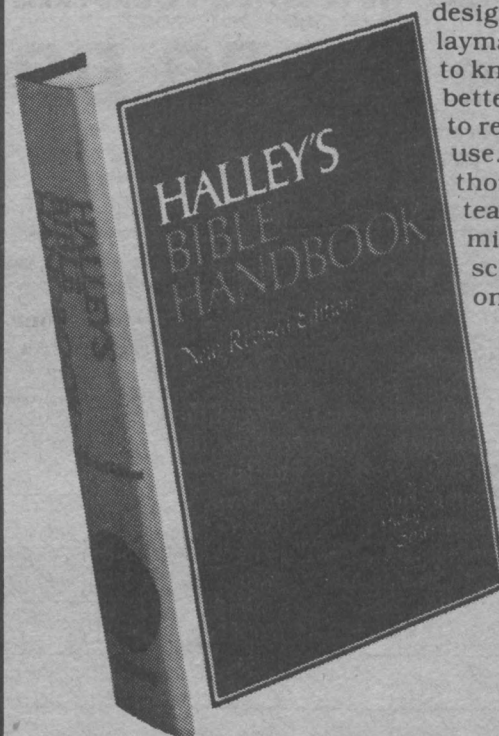 desig
layma
to kn
bette
to re
use.
tho
tea
mi
sc
on
HALLEY'S
BIBLE
HANDBOOK
New Revised Edition
HALLEY'S